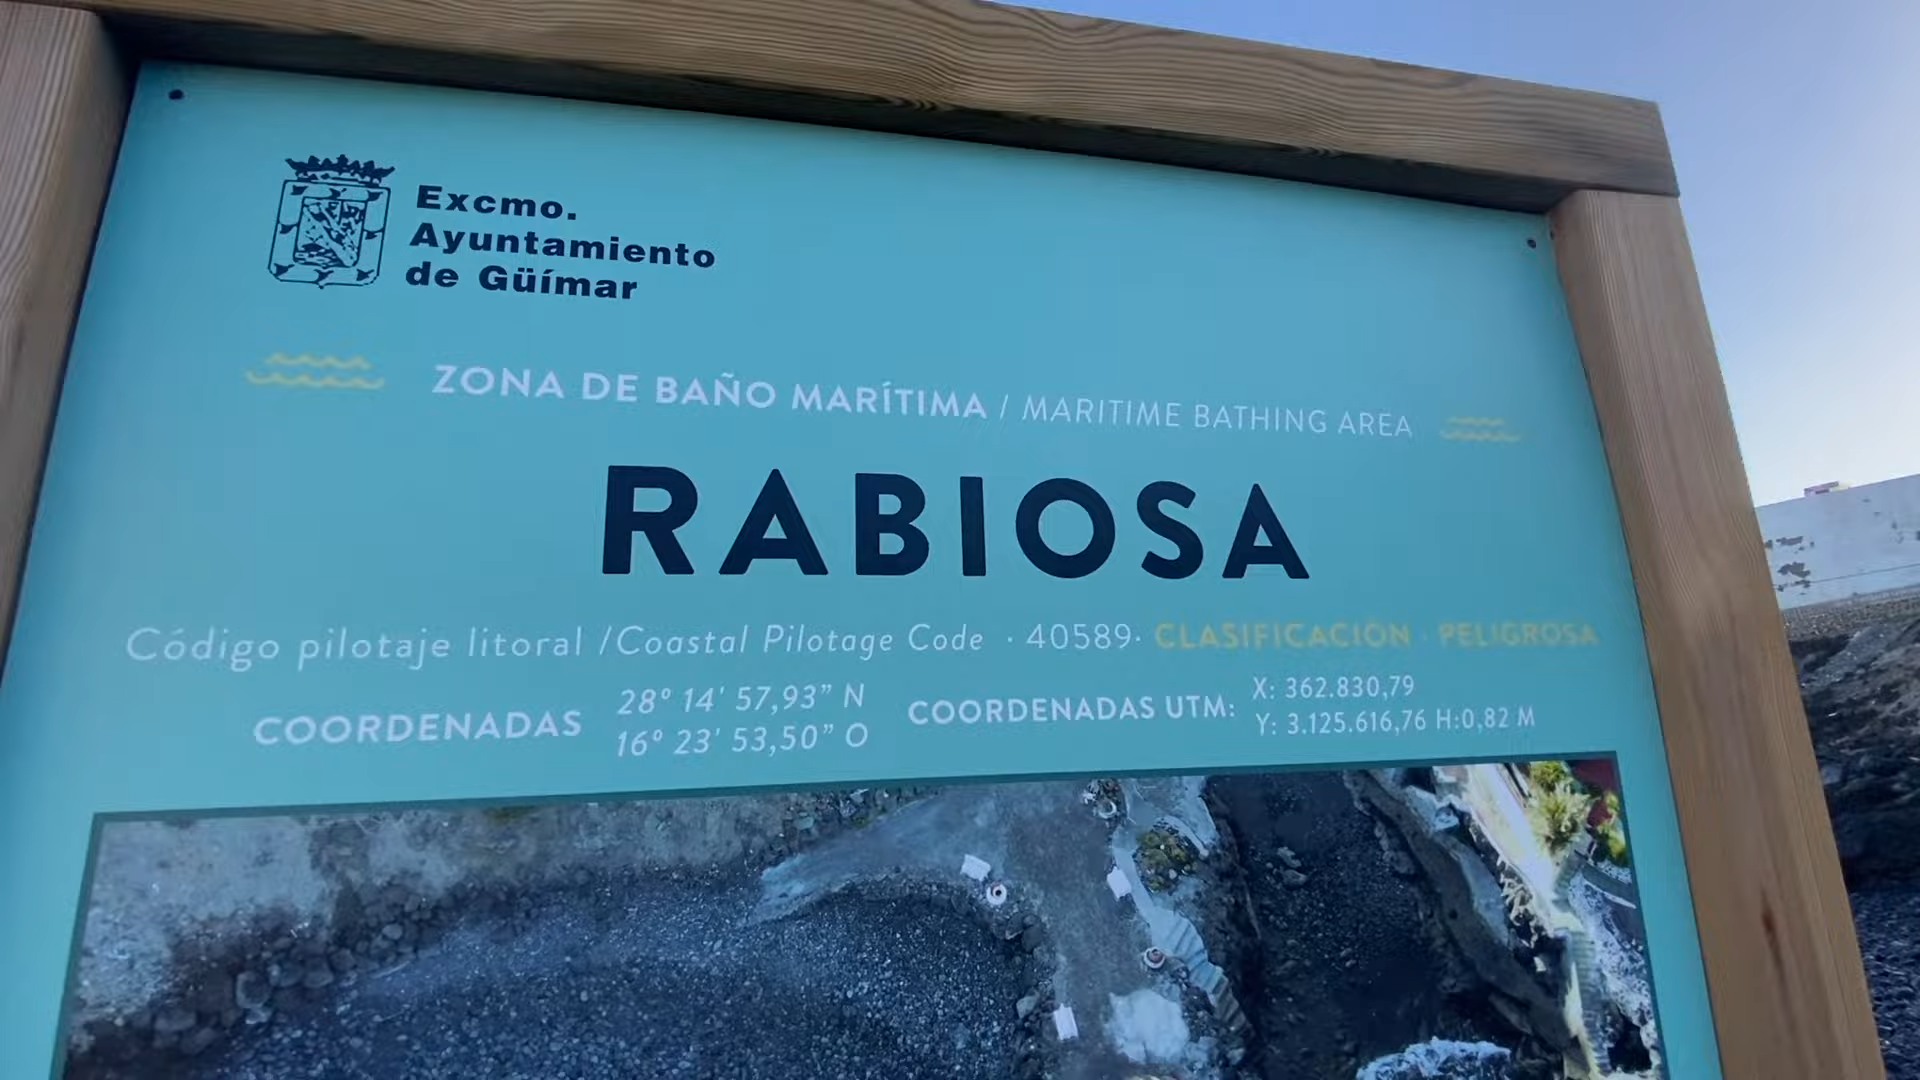 Excmo.
Ayuntamiento
de Güímar
ZONA DE BAÑO MARÍTIMA / MARITIME BATHING AREA
RABIOSA
Código pilotaje litoral /Coastal Pilotage Code · 40589· CLASIFICACIÓN · PELIGROSA
COORDENADAS
28º 14' 57,93” N
16º 23' 53,50” O
COORDENADAS UTM:
X: 362.830,79
Y: 3.125.616,76 H:0,82 M